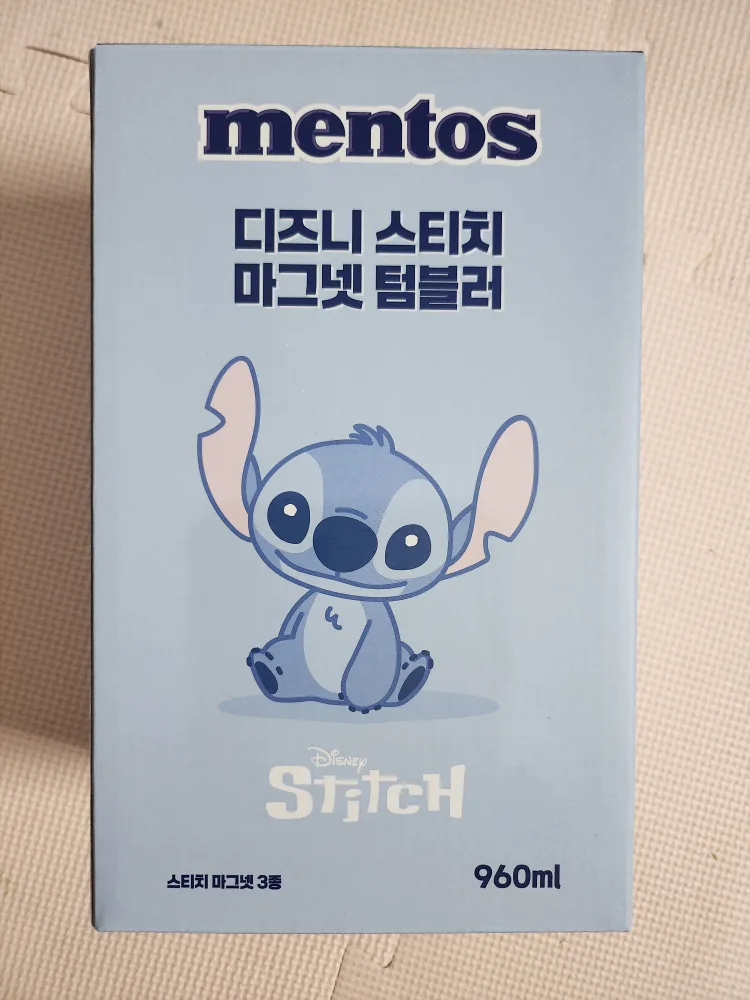 mentos
디즈니 스티치
마그넷 텀블러
DISNEY
STITCH
스티치 마그넷 3종
960ml